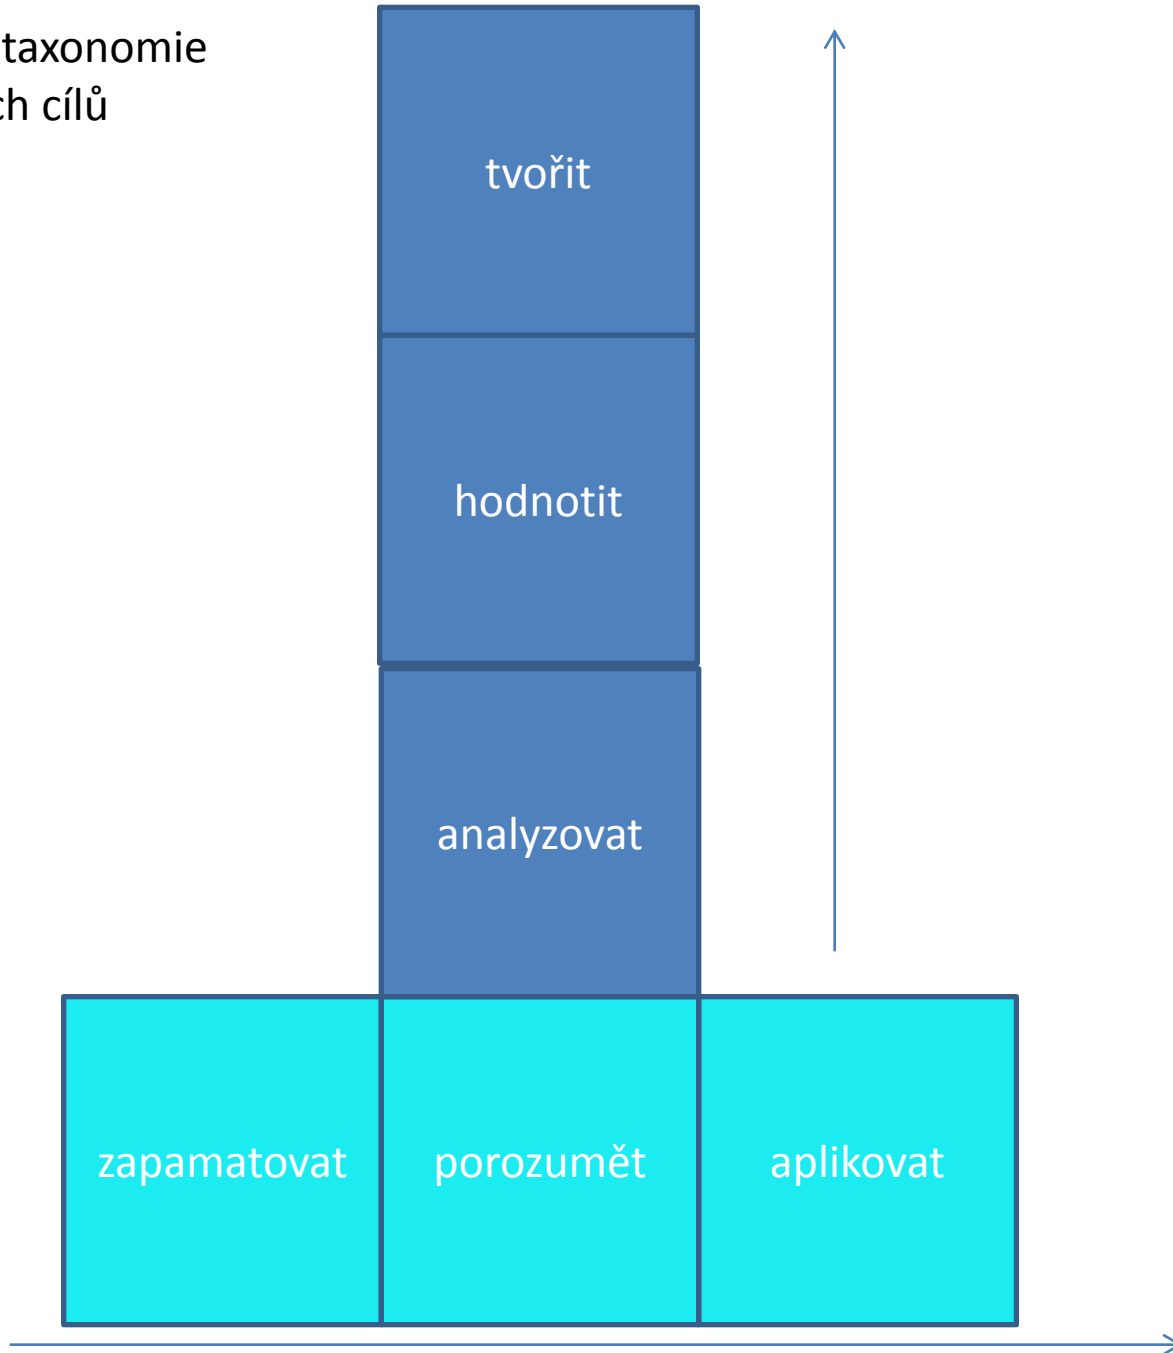 taxonomie
ch cílů
tvořit
hodnotit
analyzovat
zapamatovat porozumět aplikovat